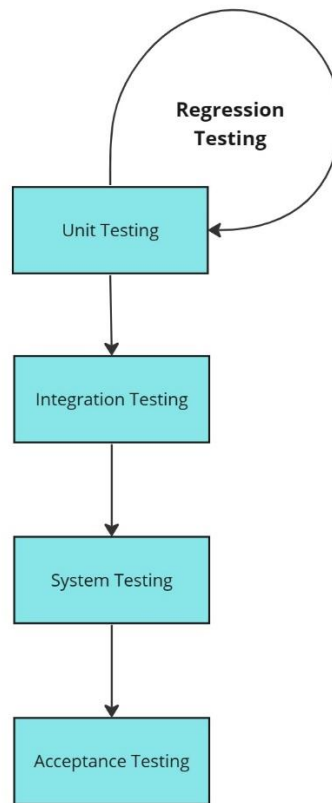 Regression
Testing
Unit Testing
Integration Testing
System Testing
Acceptance Testing